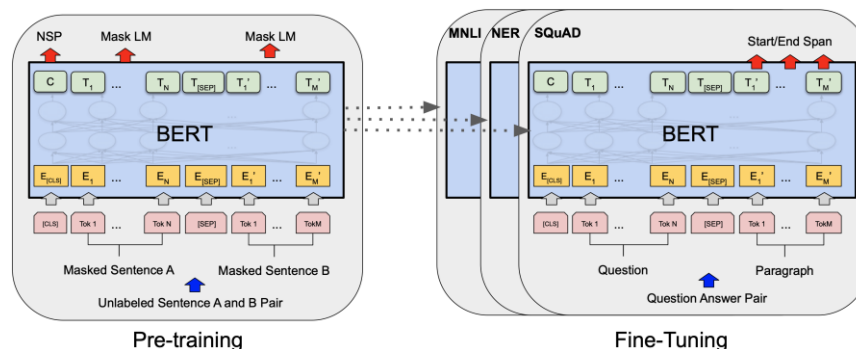 NSP Mask LM Mask LM
C T1 ... TN T[SEP] T1' ... TM'
BERT
E[CLS] E1 ... EN E[SEP] E1' ... EM'
[CLS] Tok 1 ... Tok N [SEP] Tok 1 ... TokM
Masked Sentence A Masked Sentence B
Unlabeled Sentence A and B Pair
Pre-training
MNLI NER SQuAD
Start/End Span
C T1 ... TN T[SEP] T1' ... TM'
BERT
E[CLS] E1 ... EN E[SEP] E1' ... EM'
[CLS] Tok 1 ... Tok N [SEP] Tok 1 ... TokM
Question Paragraph
Question Answer Pair
Fine-Tuning